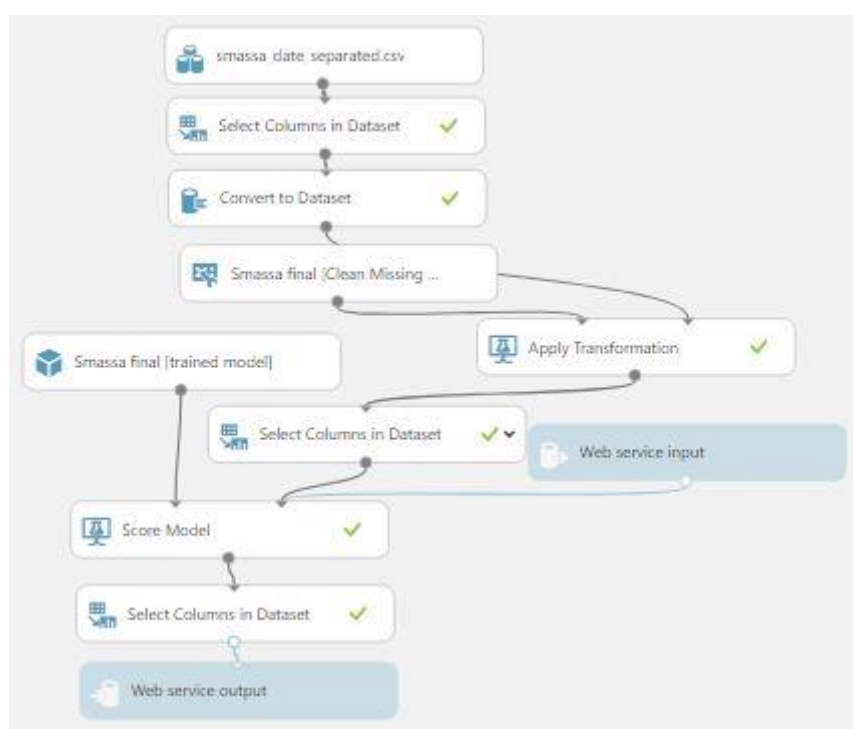 smassa date separated.csv
Select Columns in Dataset
Convert to Dataset
Smassa final [Clean Missing ...
Apply Transformation
Smassa final [trained model]
Select Columns in Dataset
Web service input
Score Model
Select Columns in Dataset
Web service output